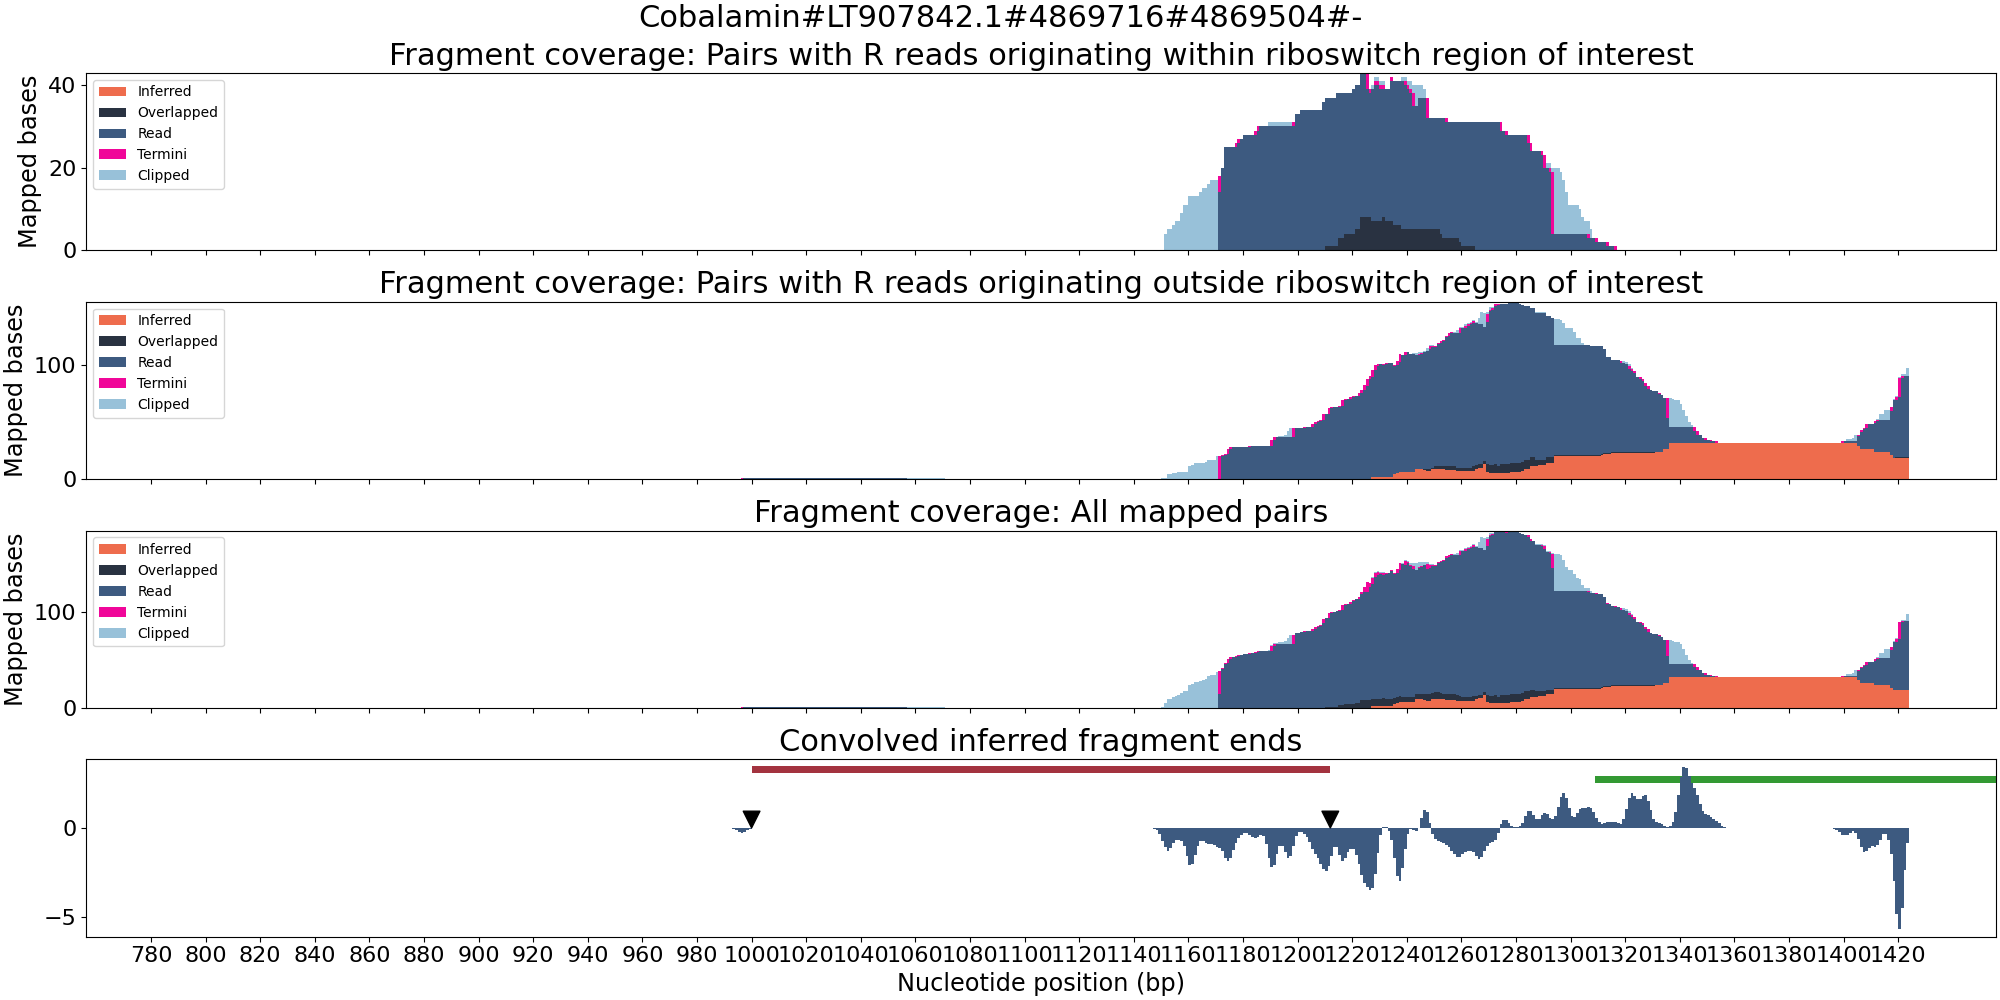 Cobalamin#LT907842.1#4869716#4869504#-
Fragment coverage: Pairs with R reads originating within riboswitch region of interest
Mapped bases
40
20
0
Inferred
Overlapped
Read
Termini
Clipped
Fragment coverage: Pairs with R reads originating outside riboswitch region of interest
Mapped bases
100
0
Inferred
Overlapped
Read
Termini
Clipped
Fragment coverage: All mapped pairs
Mapped bases
100
0
Inferred
Overlapped
Read
Termini
Clipped
Convolved inferred fragment ends
0
−5
780 800 820 840 860 880 900 920 940 960 980 1000 1020 1040 1060 1080 1100 1120 1140 1160 1180 1200 1220 1240 1260 1280 1300 1320 1340 1360 1380 1400 1420
Nucleotide position (bp)